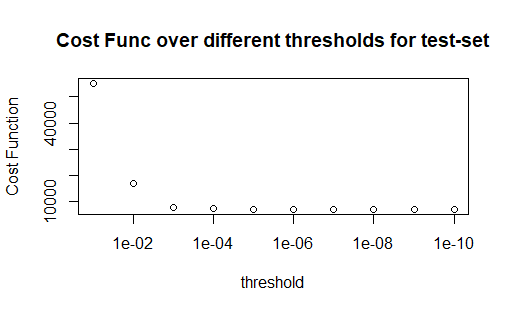 Cost Func over different thresholds for test-set
Cost Function
40000
10000
1e-02 1e-04 1e-06 1e-08 1e-10
threshold